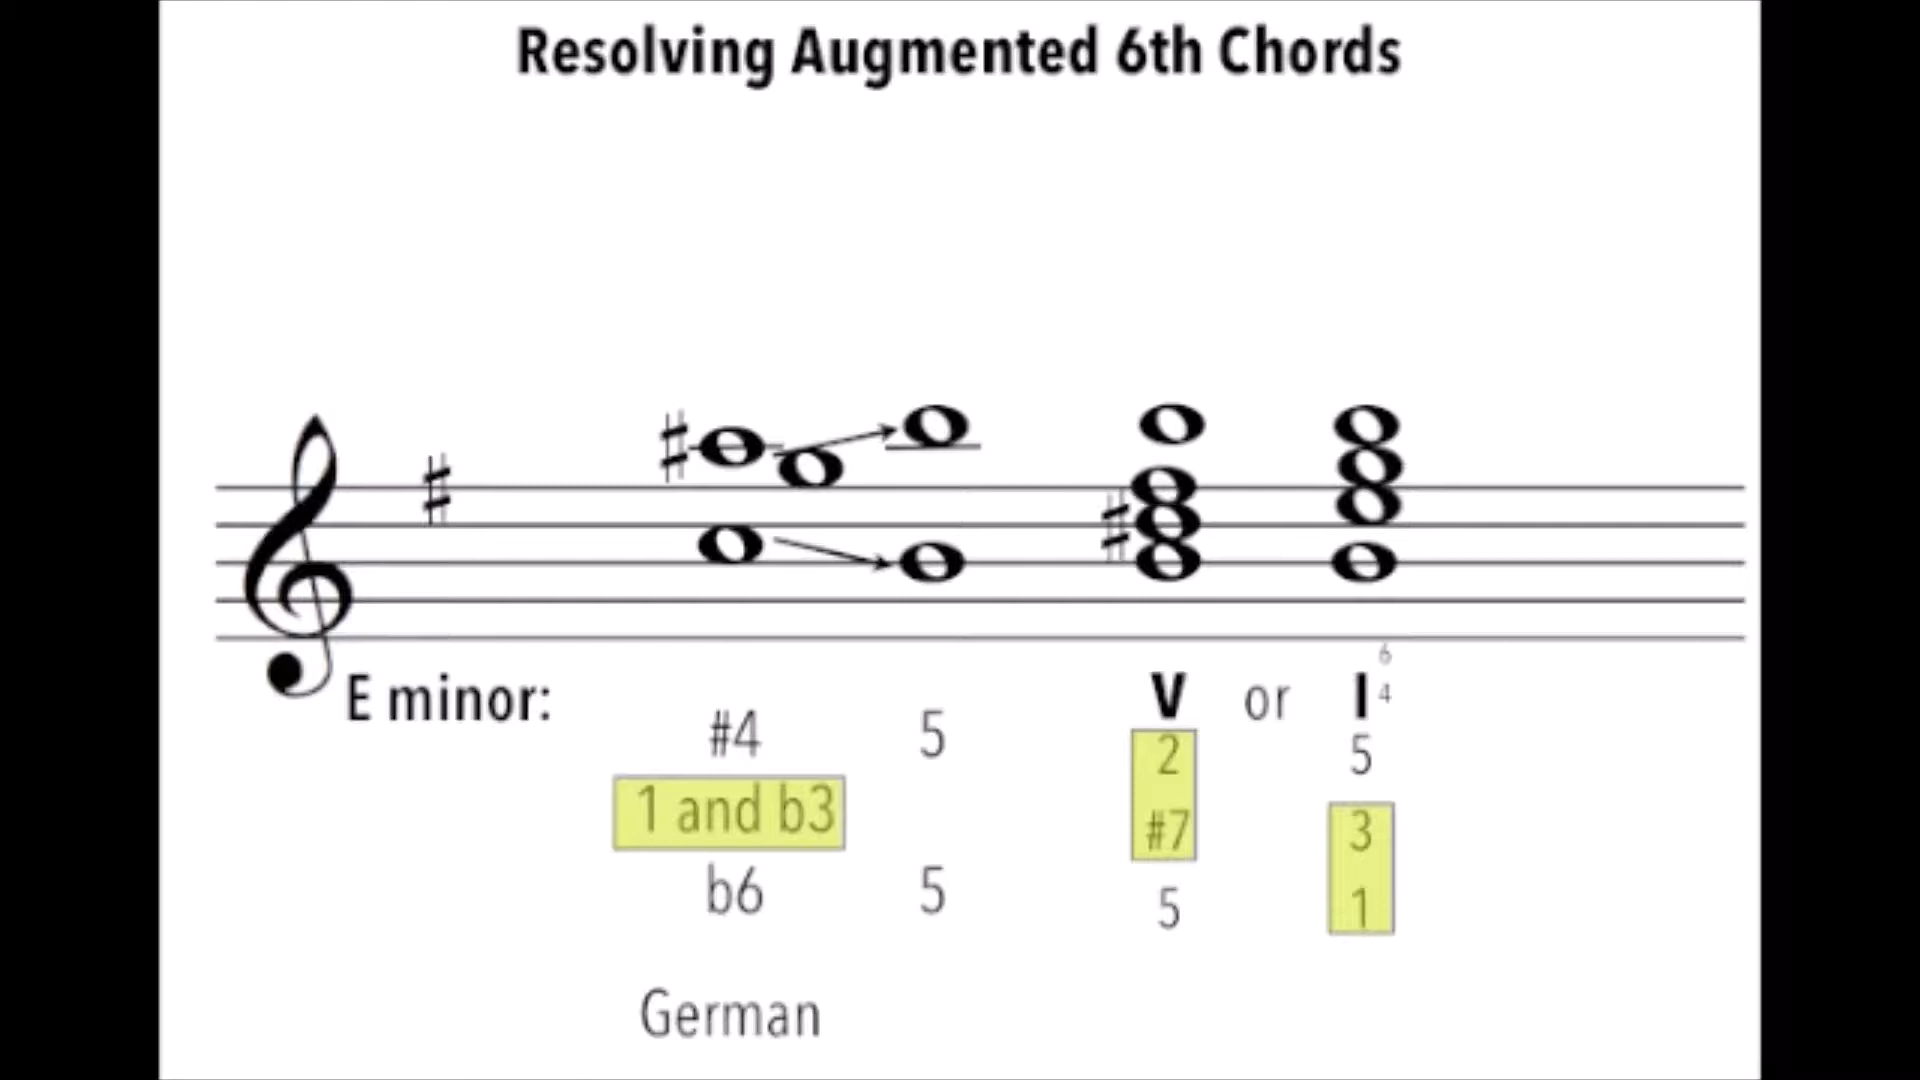 Resolving Augmented 6th Chords
E minor:
#4 5
1 and b3
b6 5
V or I 6 4
2 5
#7 3
5 1
German